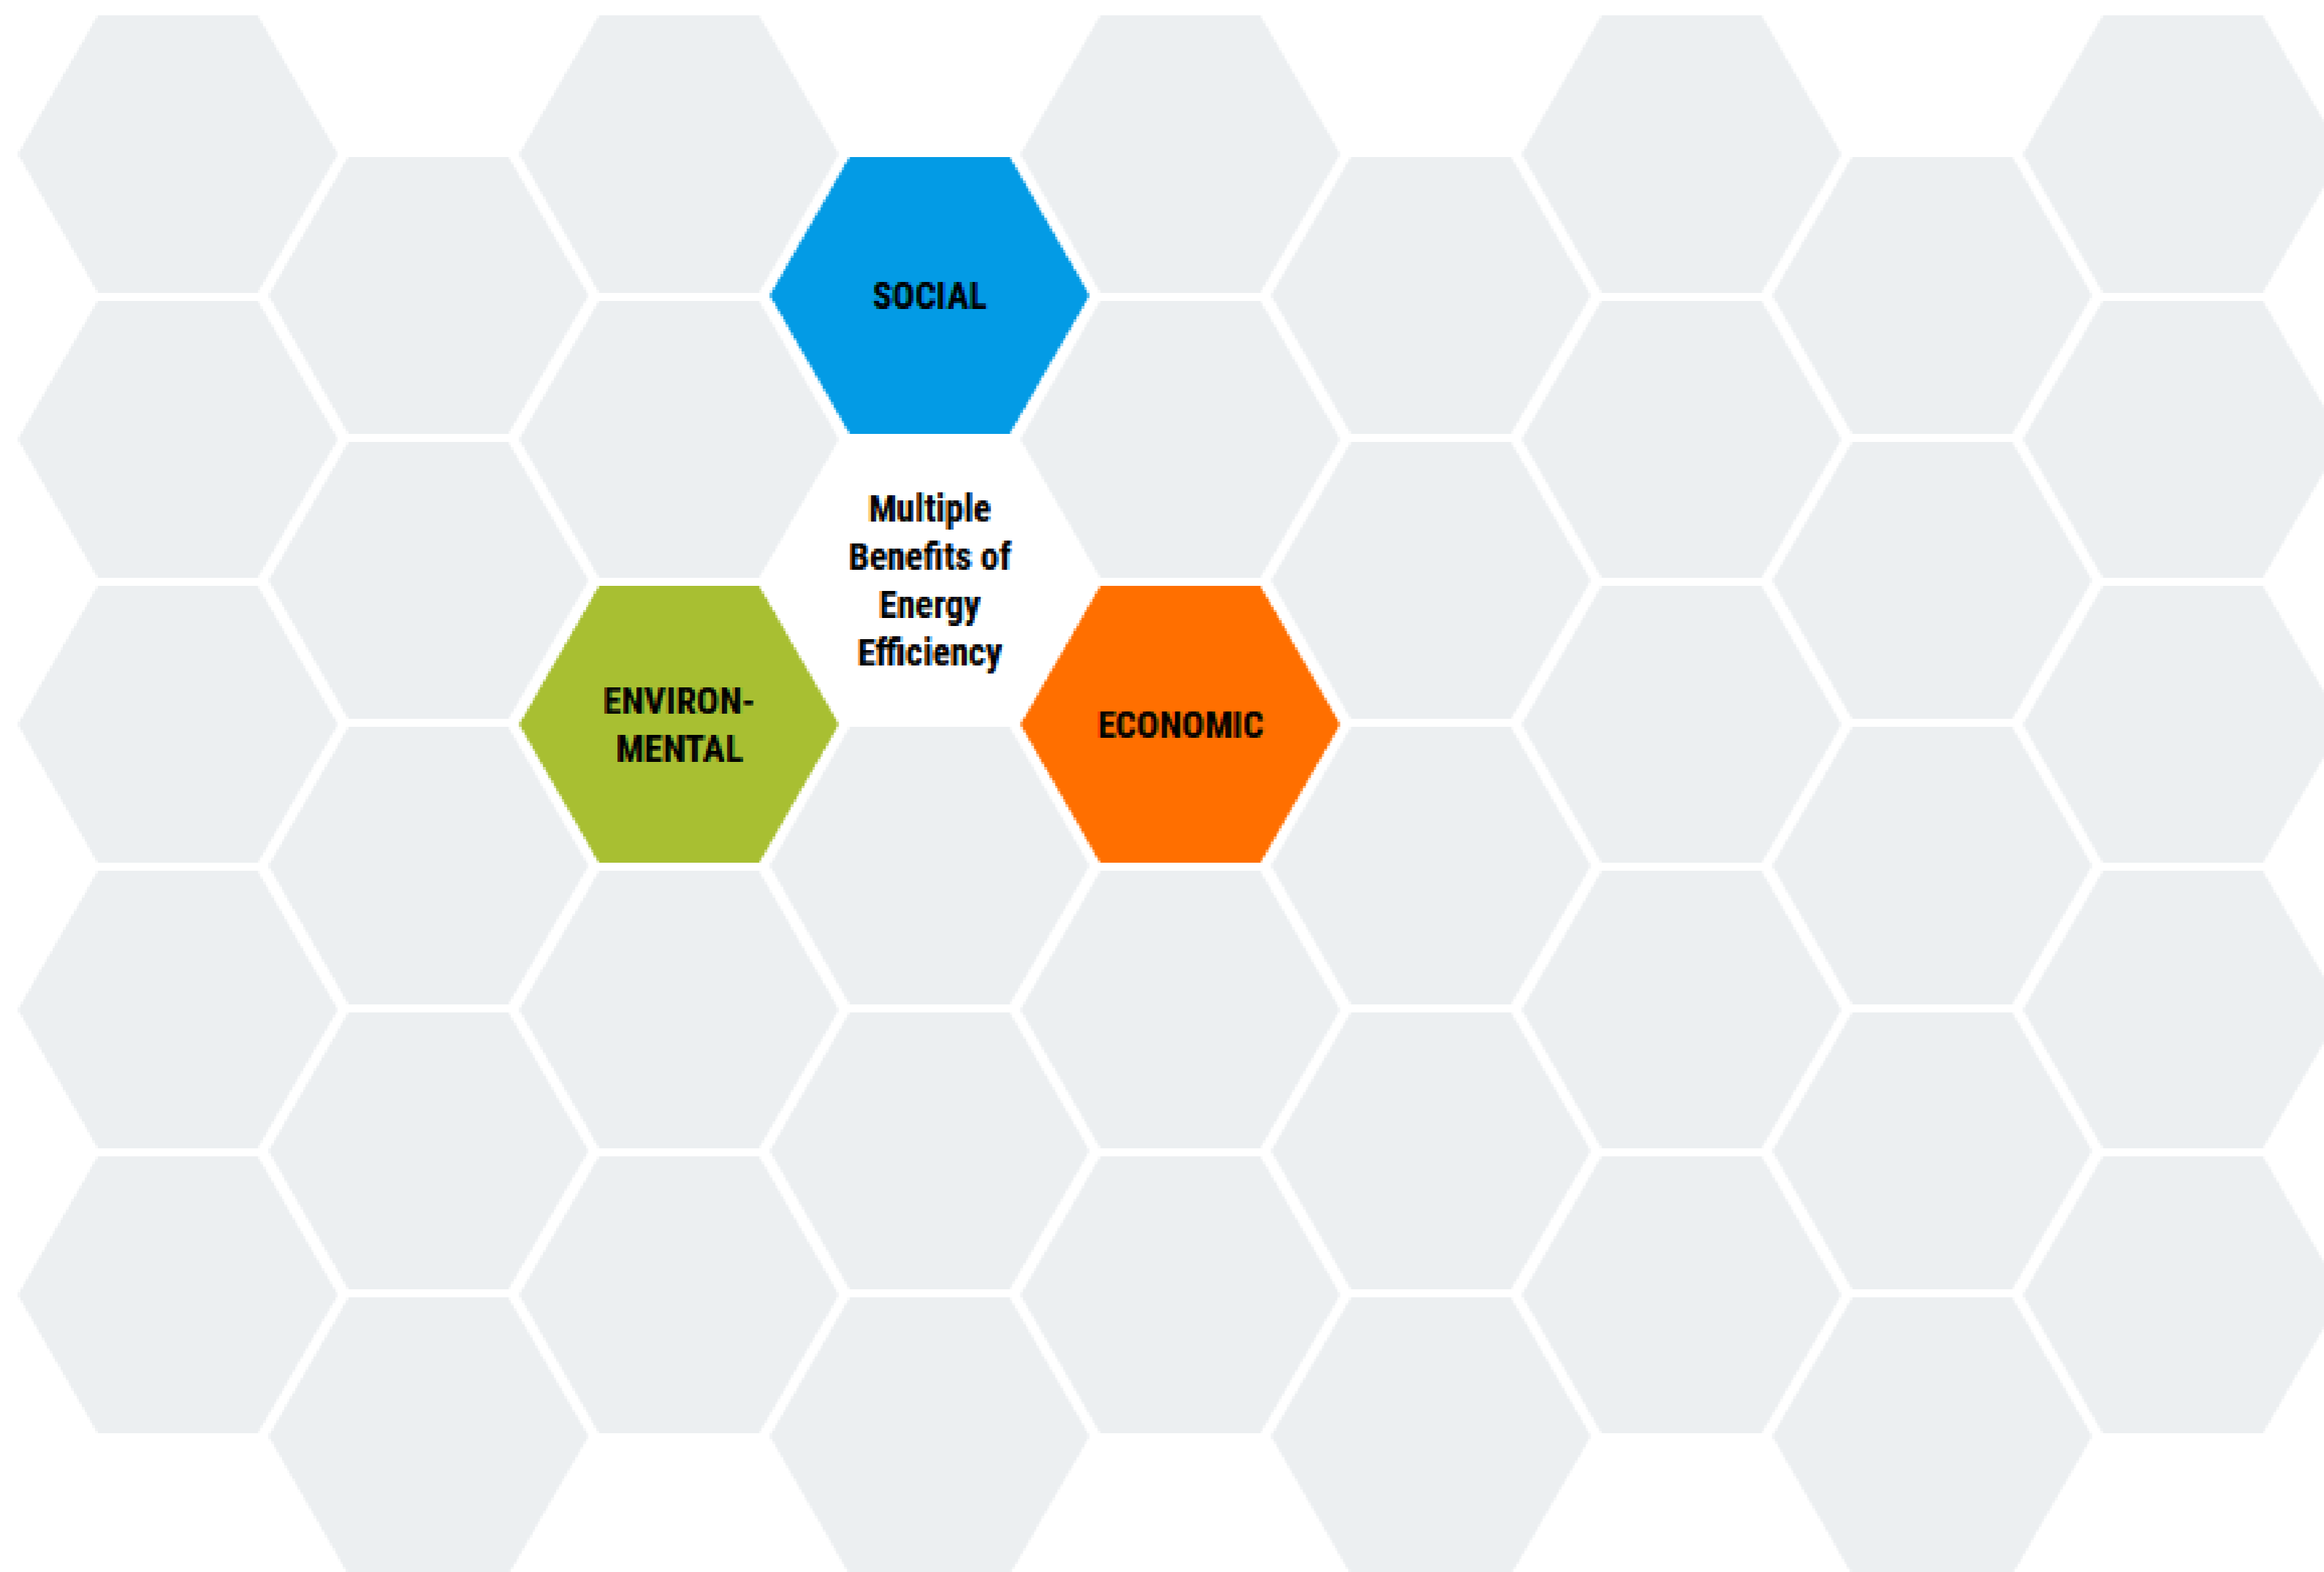 SOCIAL
Multiple
Benefits of
Energy
Efficiency
ENVIRON-
MENTAL
ECONOMIC